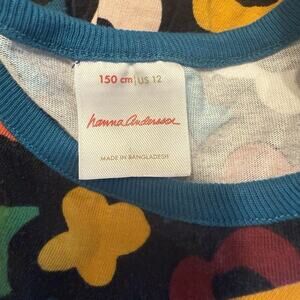 150 cm | US 12
hanna andersson
MADE IN BANGLADESH